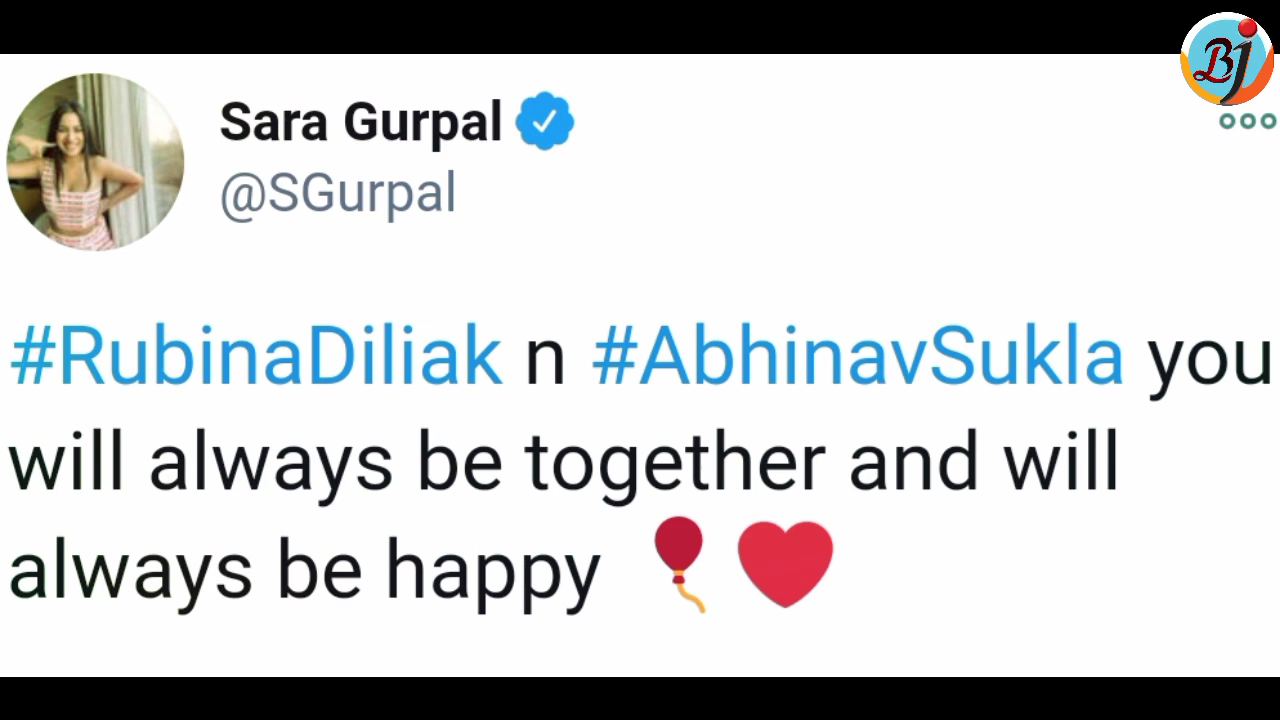 Bj
Sara Gurpal
@SGurpal
#RubinaDiliak n #AbhinavSukla you
will always be together and will
always be happy 🎈❤️